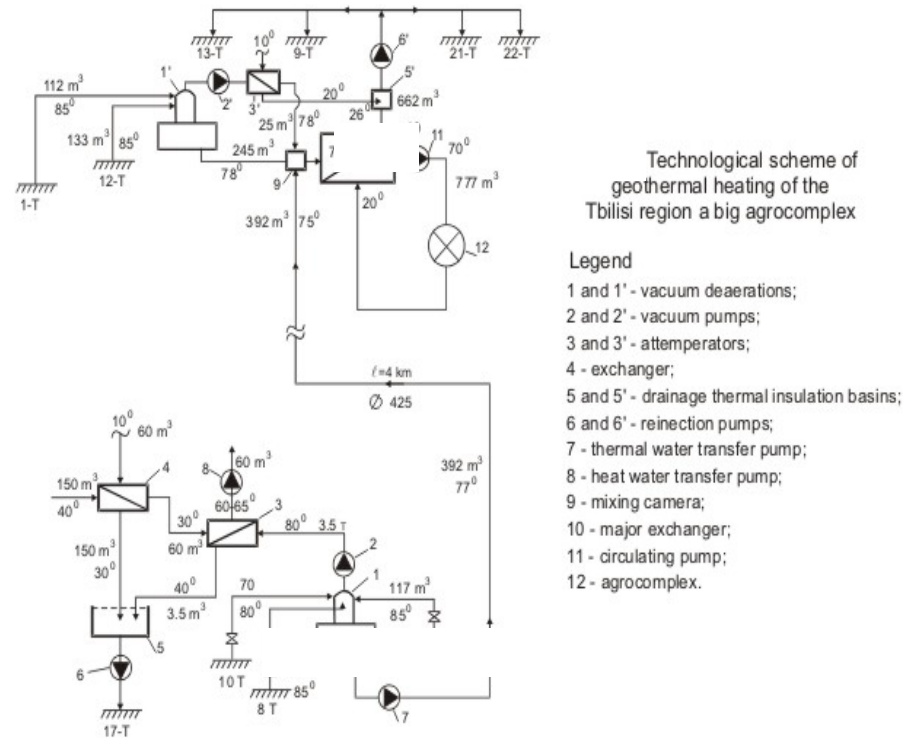 13-T
9-T
21-T
22-T
6'
10⁰
1'
2'
3'
5'
112 m³
85⁰
20⁰
26⁰
662 m³
133 m³
85⁰
25 m³
78⁰
11
70⁰
245 m³
78⁰
7
777 m³
12-T
1-T
9
20⁰
392 m³
75⁰
12
ℓ=4 km
Ø 425
10⁰
60 m³
4
150 m³
40⁰
8
60 m³
392 m³
77⁰
60-65⁰
30⁰
60 m³
3
80⁰
3.5 T
2
150 m³
30⁰
40⁰
3.5 m³
70
80⁰
1
117 m³
85⁰
5
6
10 T
85⁰
8 T
7
17-T
Technological scheme of
geothermal heating of the
Tbilisi region a big agrocomplex
Legend
1 and 1' - vacuum deaerations;
2 and 2' - vacuum pumps;
3 and 3' - attemperators;
4 - exchanger;
5 and 5' - drainage thermal insulation basins;
6 and 6' - reinection pumps;
7 - thermal water transfer pump;
8 - heat water transfer pump;
9 - mixing camera;
10 - major exchanger;
11 - circulating pump;
12 - agrocomplex.